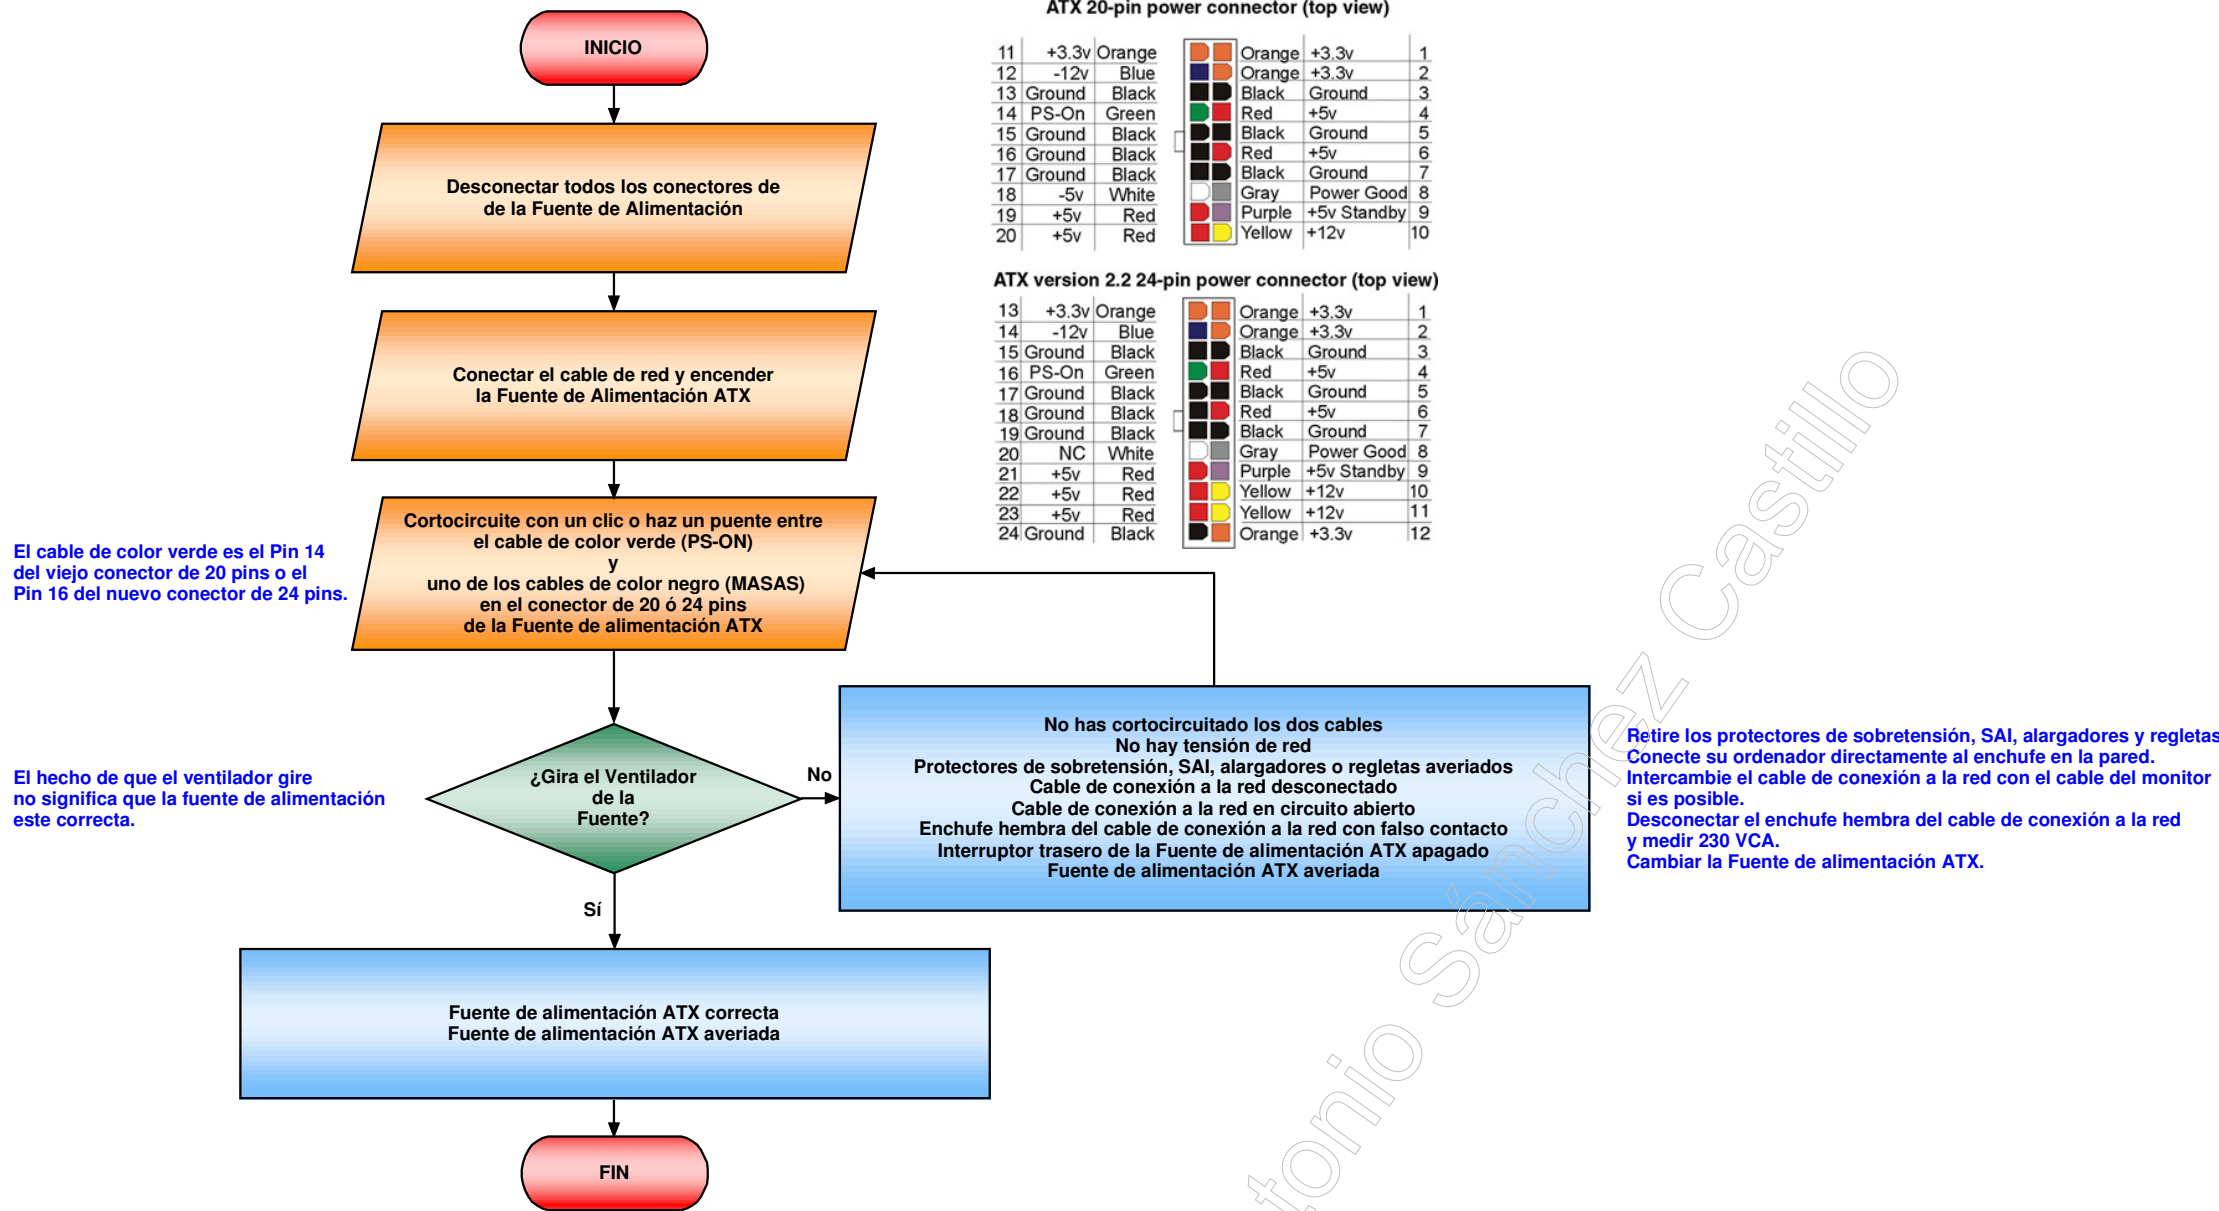 INICIO
Desconectar todos los conectores de
de la Fuente de Alimentación
Conectar el cable de red y encender
la Fuente de Alimentación ATX
El cable de color verde es el Pin 14
del viejo conector de 20 pins o el
Pin 16 del nuevo conector de 24 pins.
Cortocircuite con un clic o haz un puente entre
el cable de color verde (PS-ON)
y
uno de los cables de color negro (MASAS)
en el conector de 20 ó 24 pins
de la Fuente de alimentación ATX
El hecho de que el ventilador gire
no significa que la fuente de alimentación
este correcta.
¿Gira el Ventilador
de la
Fuente?
No
Sí
No has cortocircuitado los dos cables
No hay tensión de red
Protectores de sobretensión, SAI, alargadores o regletas averiados
Cable de conexión a la red desconectado
Cable de conexión a la red en circuito abierto
Enchufe hembra del cable de conexión a la red con falso contacto
Interruptor trasero de la Fuente de alimentación ATX apagado
Fuente de alimentación ATX averiada
Retire los protectores de sobretensión, SAI, alargadores y regletas
Conecte su ordenador directamente al enchufe en la pared.
Intercambie el cable de conexión a la red con el cable del monitor
si es posible.
Desconectar el enchufe hembra del cable de conexión a la red
y medir 230 VCA.
Cambiar la Fuente de alimentación ATX.
Fuente de alimentación ATX correcta
Fuente de alimentación ATX averiada
FIN
ATX 20-pin power connector (top view)
11 +3.3v Orange Orange +3.3v 1
12 -12v Blue Orange +3.3v 2
13 Ground Black Black Ground 3
14 PS-On Green Red +5v 4
15 Ground Black Black Ground 5
16 Ground Black Red +5v 6
17 Ground Black Black Ground 7
18 -5v White Gray Power Good 8
19 +5v Red Purple +5v Standby 9
20 +5v Red Yellow +12v 10
ATX version 2.2 24-pin power connector (top view)
13 +3.3v Orange Orange +3.3v 1
14 -12v Blue Orange +3.3v 2
15 Ground Black Black Ground 3
16 PS-On Green Red +5v 4
17 Ground Black Black Ground 5
18 Ground Black Red +5v 6
19 Ground Black Black Ground 7
20 NC White Gray Power Good 8
21 +5v Red Purple +5v Standby 9
22 +5v Red Yellow +12v 10
23 +5v Red Yellow +12v 11
24 Ground Black Orange +3.3v 12
tonio Sánchez Castillo